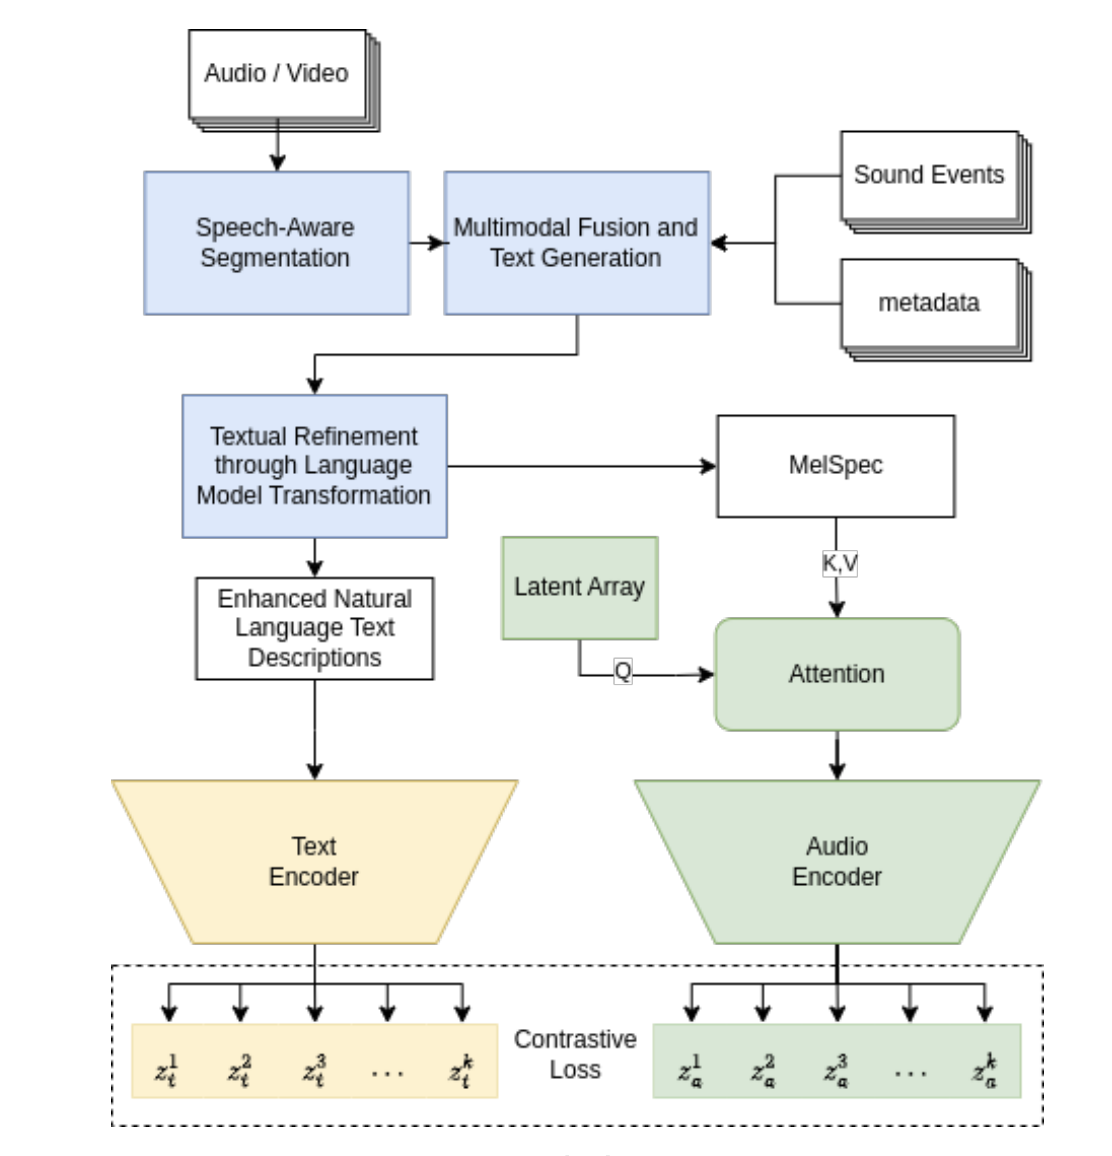 Audio / Video
Sound Events
Speech-Aware
Segmentation
Multimodal Fusion and
Text Generation
metadata
Textual Refinement
through Language
Model Transformation
MelSpec
K,V
Latent Array
Enhanced Natural
Language Text
Descriptions
Q
Attention
Text
Encoder
Audio
Encoder
Contrastive
Loss
z_t^1 z_t^2 z_t^3 ... z_t^k
z_a^1 z_a^2 z_a^3 ... z_a^k